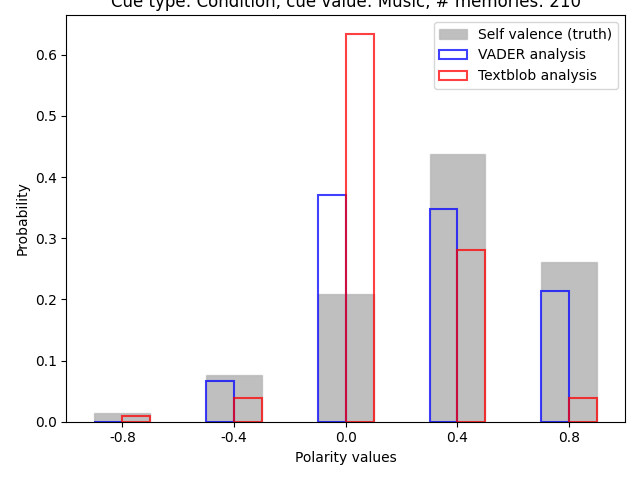 Cue type: Condition, cue value: Music, # memories: 210
Self valence (truth)
VADER analysis
Textblob analysis
Probability
0.6
0.5
0.4
0.3
0.2
0.1
0.0
-0.8 -0.4 0.0 0.4 0.8
Polarity values